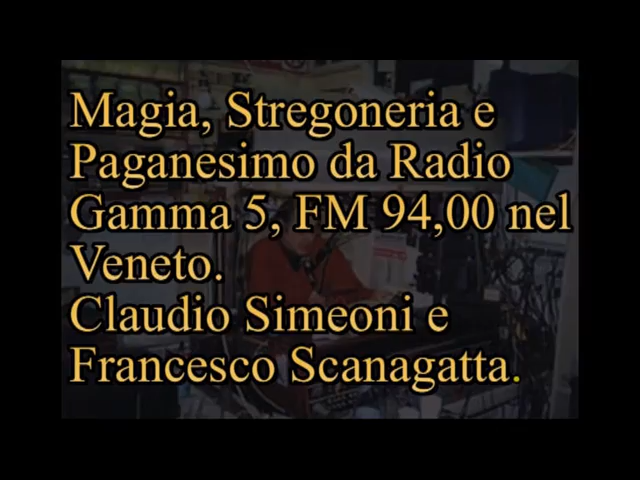 Magia, Stregoneria e
Paganesimo da Radio
Gamma 5, FM 94,00 nel
Veneto.
Claudio Simeoni e
Francesco Scanagatta.